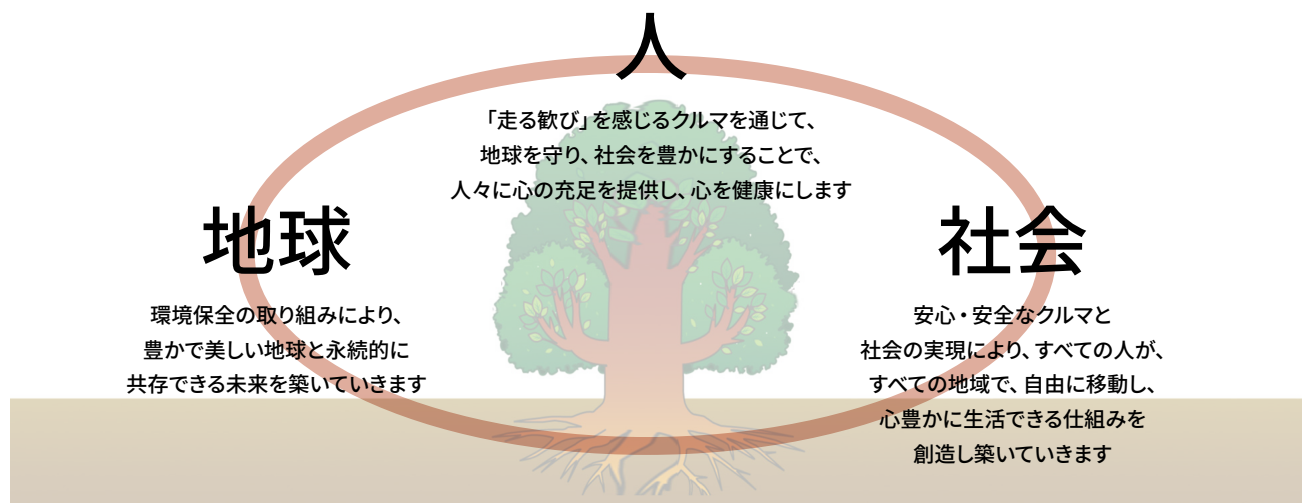 人
「走る歓び」を感じるクルマを通じて、
地球を守り、社会を豊かにすることで、
人々に心の充足を提供し、心を健康にします
地球
環境保全の取り組みにより、
豊かで美しい地球と永続的に
共存できる未来を築いていきます
社会
安心・安全なクルマと
社会の実現により、すべての人が、
すべての地域で、自由に移動し、
心豊かに生活できる仕組みを
創造し築いていきます